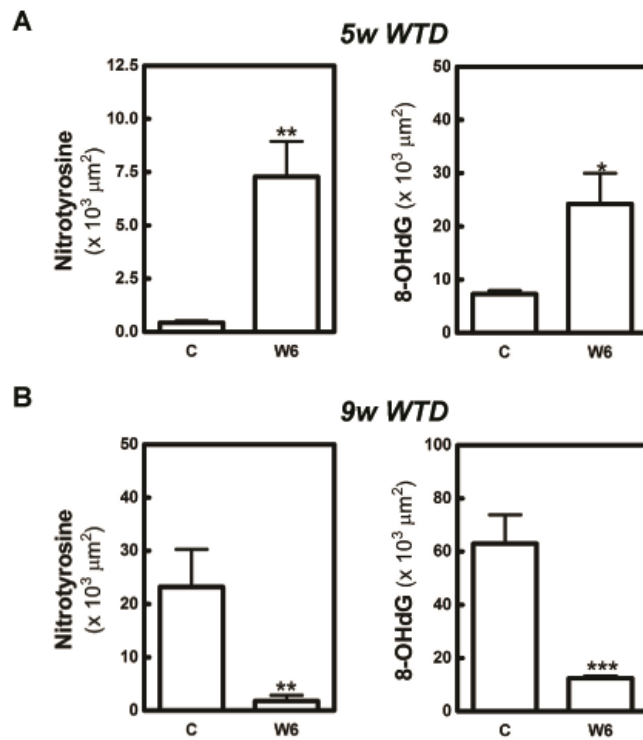 A
5w WTD
Nitrotyrosine
(x 10³ μm²)
12.5
10.0
7.5
5.0
2.5
0.0
**
C W6
8-OHdG (x 10³ μm²)
50
40
30
20
10
0
*
C W6
B
9w WTD
Nitrotyrosine
(x 10³ μm²)
50
40
30
20
10
0
**
C W6
8-OHdG (x 10³ μm²)
100
80
60
40
20
0
***
C W6